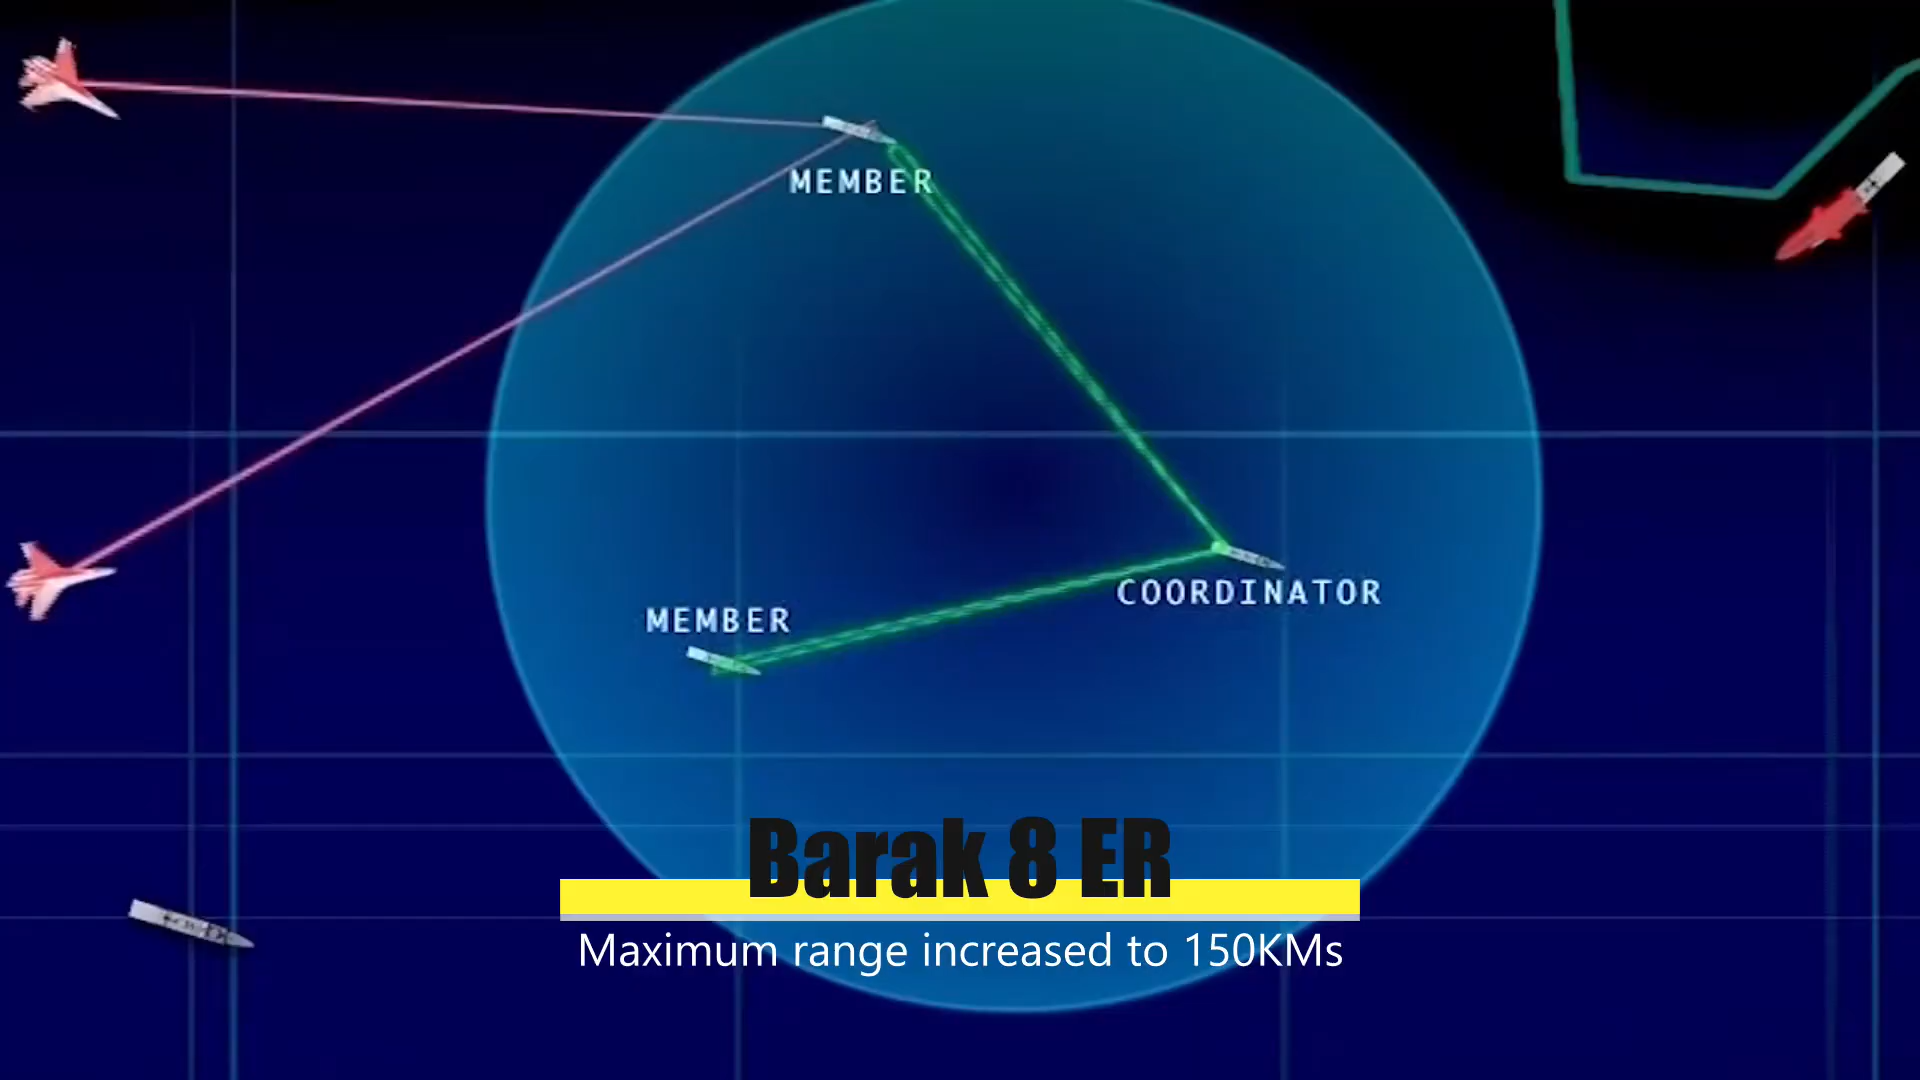 MEMBER
COORDINATOR
MEMBER
Barak 8 ER
Maximum range increased to 150KMs